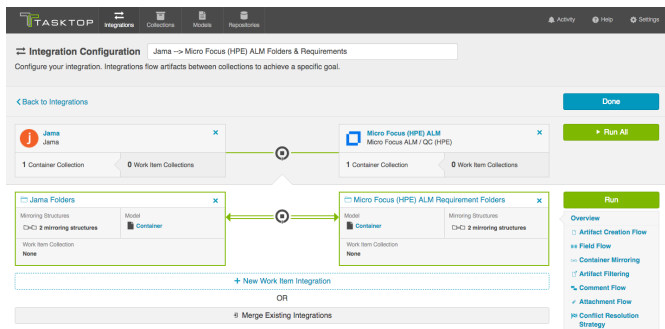 TASKTOP
Integrations
Collections
Models
Repositories
Activity
Help
Settings
Integration Configuration
Jama --> Micro Focus (HPE) ALM Folders & Requirements
Configure your integration. Integrations flow artifacts between collections to achieve a specific goal.
Back to Integrations
Done
Jama
Jama
Micro Focus (HPE) ALM
Micro Focus ALM / QC (HPE)
Run All
1 Container Collection
0 Work Item Collections
1 Container Collection
0 Work Item Collections
Jama Folders
Micro Focus (HPE) ALM Requirement Folders
Run
Mirroring Structures
2 mirroring structures
Model
Container
Model
Container
Mirroring Structures
2 mirroring structures
Work Item Collection
None
Work Item Collection
None
Overview
Artifact Creation Flow
Field Flow
Container Mirroring
Artifact Filtering
Comment Flow
Attachment Flow
Conflict Resolution
Strategy
+ New Work Item Integration
OR
Merge Existing Integrations